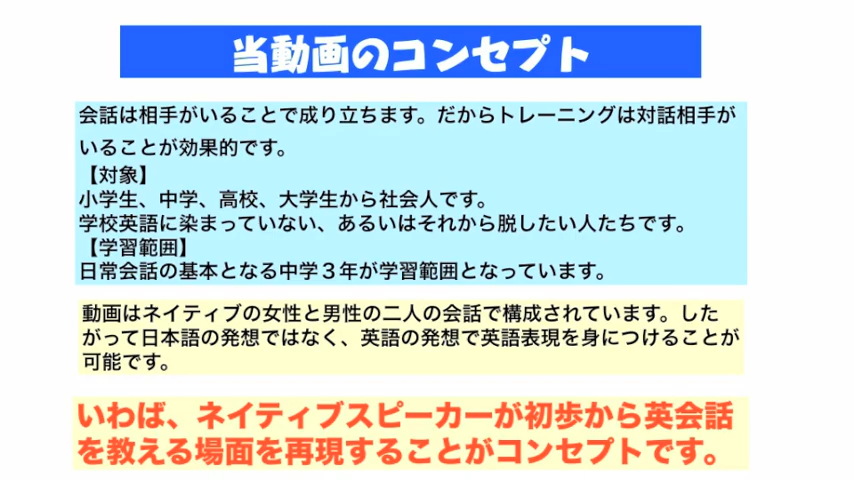 当動画のコンセプト
会話は相手がいることで成り立ちます。だからトレーニングは対話相手が
いることが効果的です。
【対象】
小学生、中学、高校、大学生から社会人です。
学校英語に染まっていない、あるいはそれから脱したい人たちです。
【学習範囲】
日常会話の基本となる中学３年が学習範囲となっています。
動画はネイティブの女性と男性の二人の会話で構成されています。した
がって日本語の発想ではなく、英語の発想で英語表現を身につけることが
可能です。
いわば、ネイティブスピーカーが初歩から英会話
を教える場面を再現することがコンセプトです。